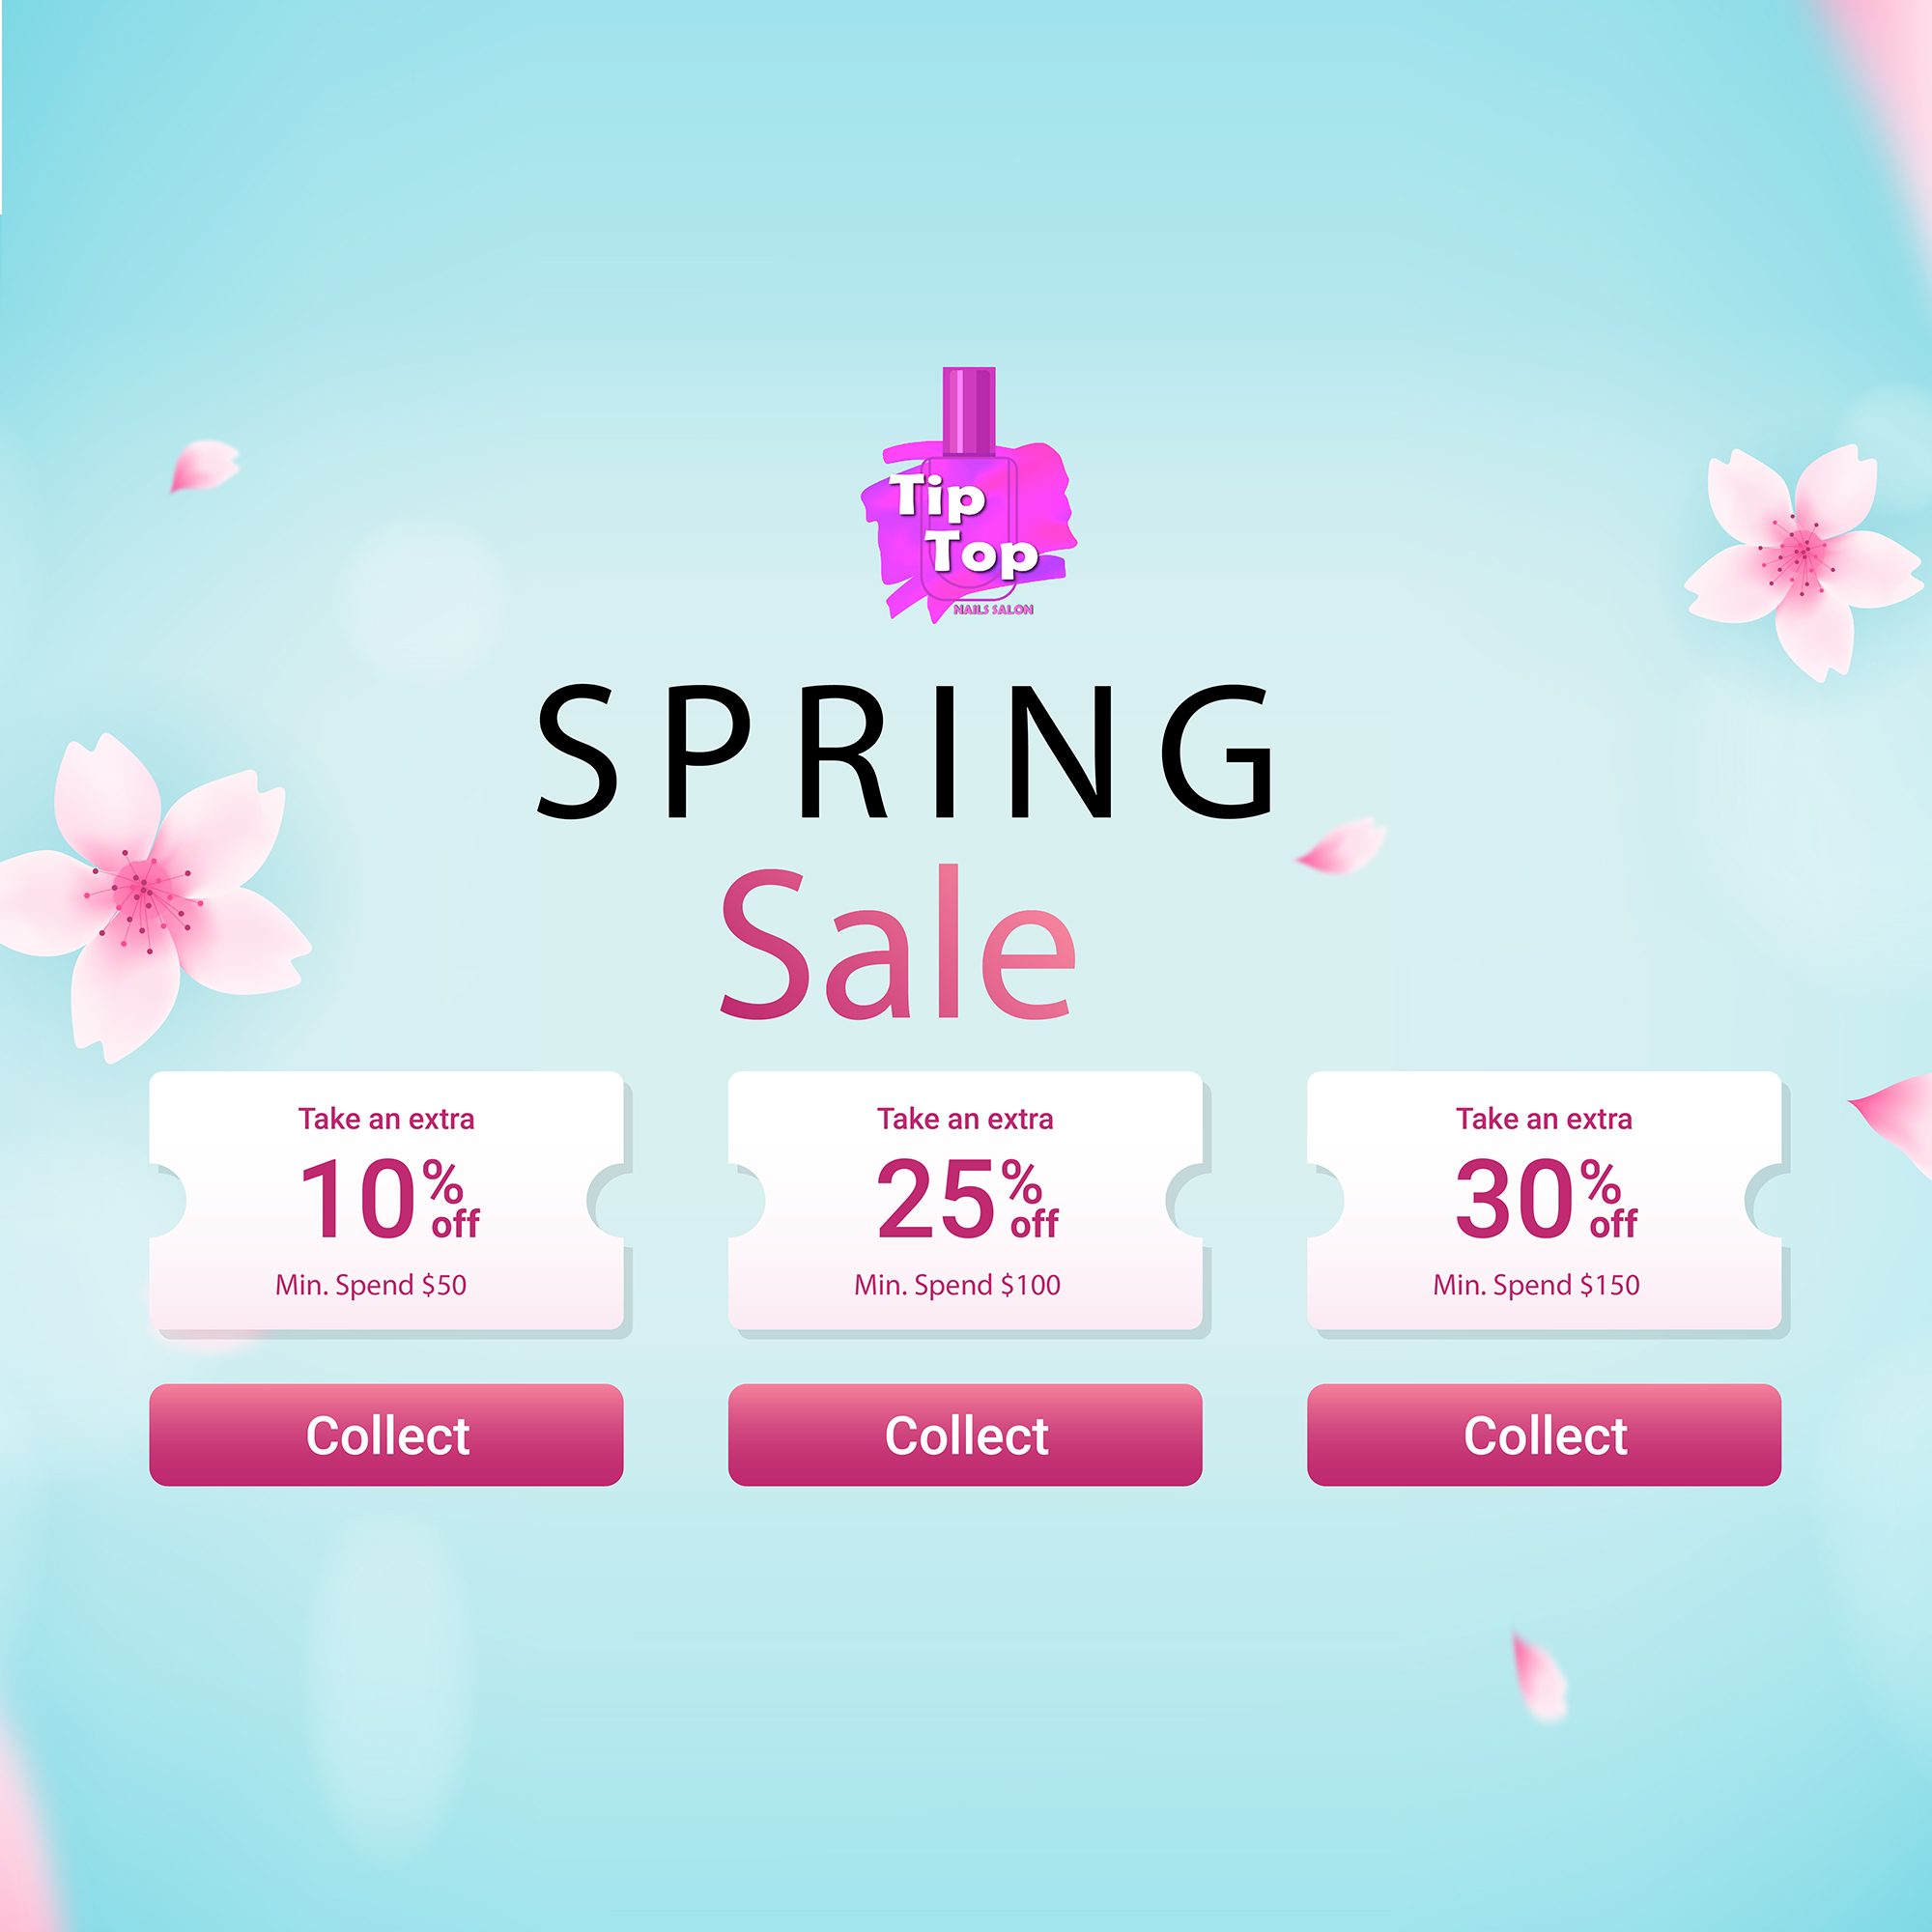 Tip
Top
NAILS SALON
SPRING
Sale
Take an extra
10% off
Min. Spend $50
Collect
Take an extra
25% off
Min. Spend $100
Collect
Take an extra
30% off
Min. Spend $150
Collect